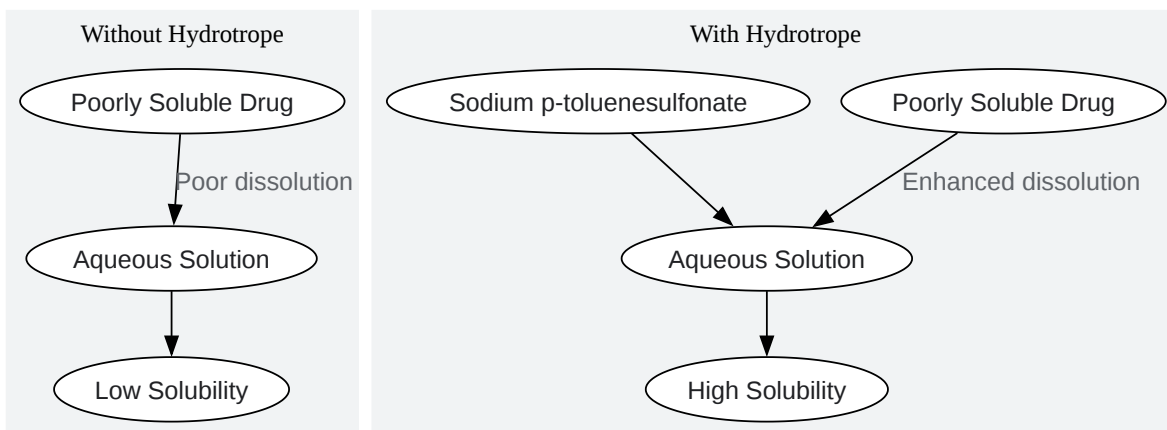 Without Hydrotrope
Poorly Soluble Drug
Poor dissolution
Aqueous Solution
Low Solubility
With Hydrotrope
Sodium p-toluenesulfonate
Poorly Soluble Drug
Enhanced dissolution
Aqueous Solution
High Solubility